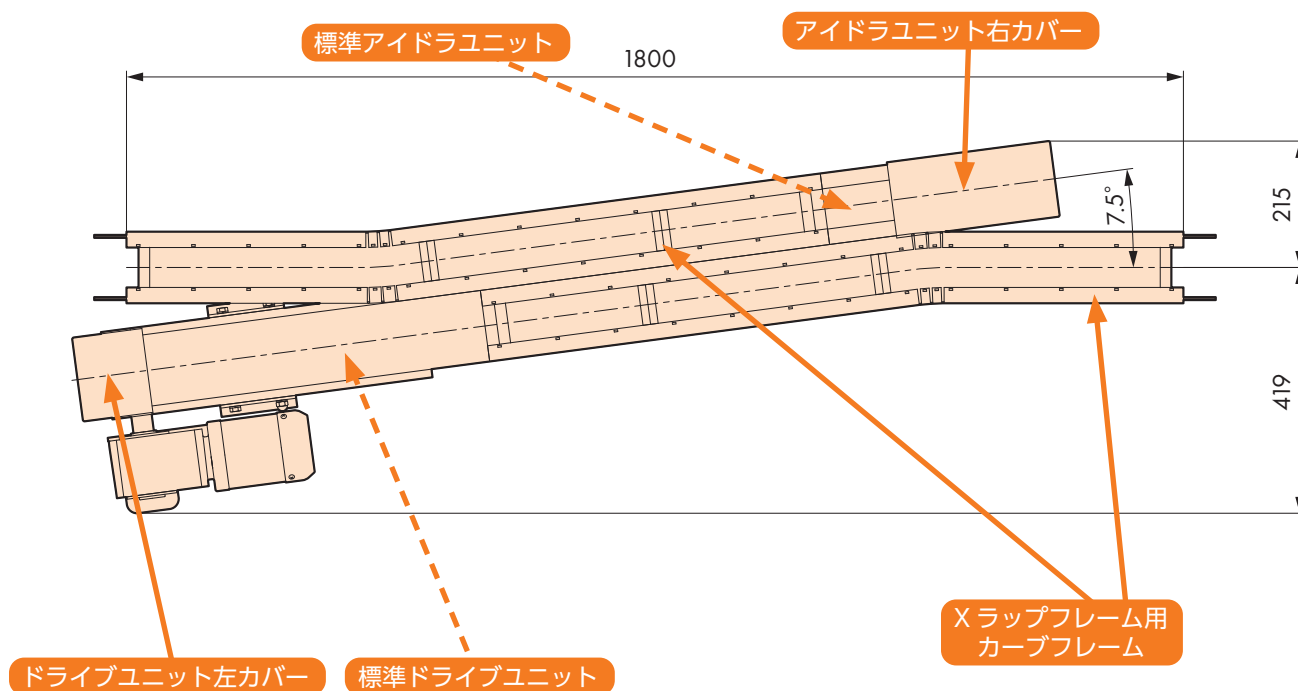 標準アイドラユニット
アイドラユニット右カバー
1800
215
7.5°
419
X ラップフレーム用
カーブフレーム
ドライブユニット左カバー
標準ドライブユニット